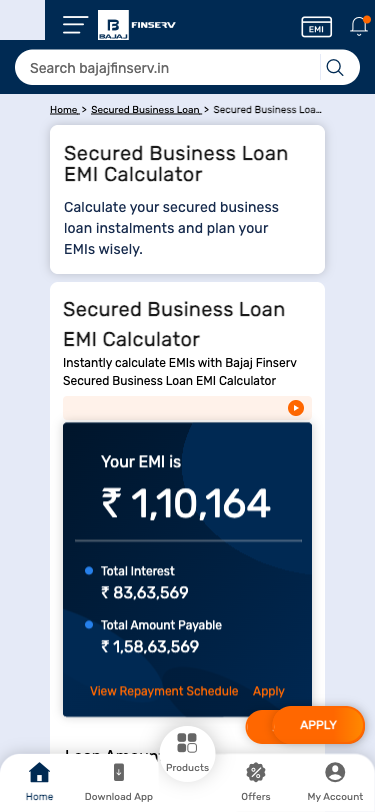 BAJAJ FINSERV
EMI
Search bajajfinserv.in
Home > Secured Business Loan > Secured Business Loa...
Secured Business Loan
EMI Calculator
Calculate your secured business
loan instalments and plan your
EMIs wisely.
Secured Business Loan
EMI Calculator
Instantly calculate EMIs with Bajaj Finserv
Secured Business Loan EMI Calculator
Your EMI is
₹ 1,10,164
Total Interest
₹ 83,63,569
Total Amount Payable
₹ 1,58,63,569
View Repayment Schedule Apply
APPLY
Loan Amount
Home Download App Products Offers My Account